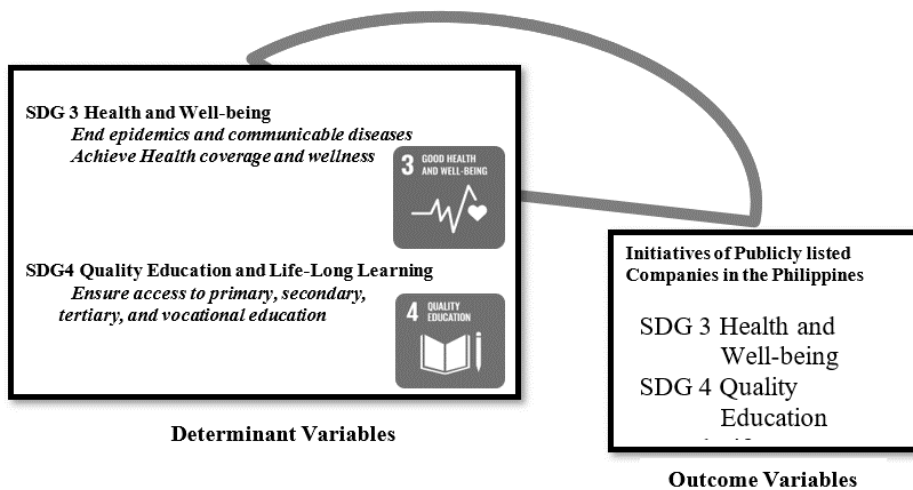 SDG 3 Health and Well-being
End epidemics and communicable diseases
Achieve Health coverage and wellness
3 GOOD HEALTH
AND WELL-BEING
SDG4 Quality Education and Life-Long Learning
Ensure access to primary, secondary,
tertiary, and vocational education
4 QUALITY
EDUCATION
Determinant Variables
Initiatives of Publicly listed
Companies in the Philippines
SDG 3 Health and
Well-being
SDG 4 Quality
Education
Outcome Variables